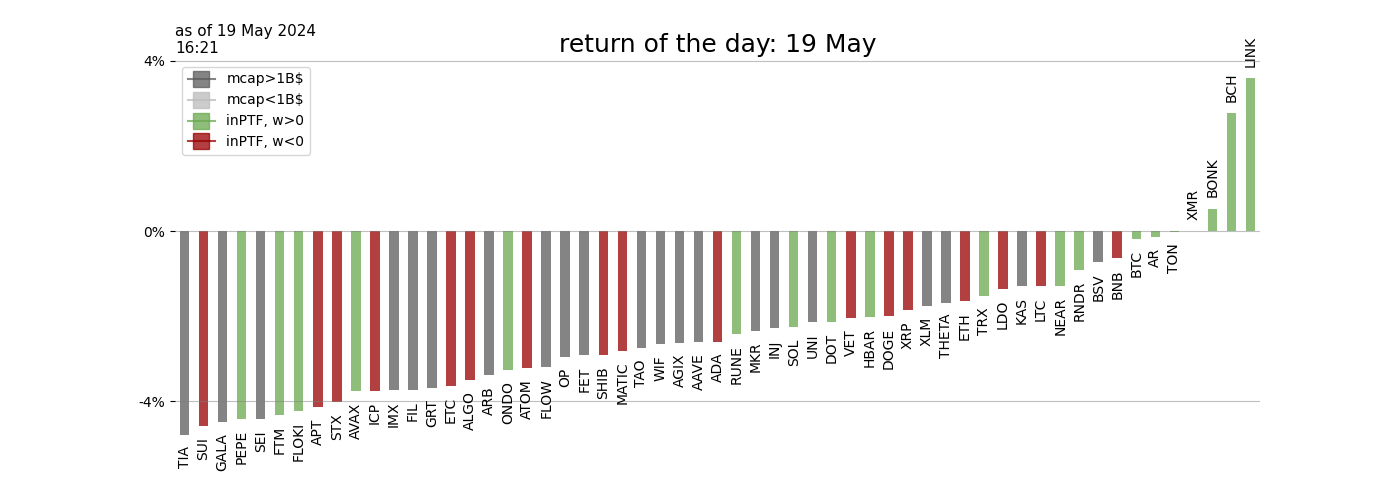 as of 19 May 2024
16:21
return of the day: 19 May
4%
0%
-4%
mcap>1B$
mcap<1B$
inPTF, w>0
inPTF, w<0
TIA
SUI
GALA
PEPE
SEI
FTM
FLOKI
APT
STX
AVAX
ICP
IMX
FIL
GRT
ETC
ALGO
ARB
ONDO
ATOM
FLOW
OP
FET
SHIB
MATIC
TAO
WIF
AGIX
AAVE
ADA
RUNE
MKR
INJ
SOL
UNI
DOT
VET
HBAR
DOGE
XRP
XLM
THETA
ETH
TRX
LDO
KAS
LTC
NEAR
RNDR
BSV
BNB
BTC
AR
TON
XMR
BONK
BCH
LINK